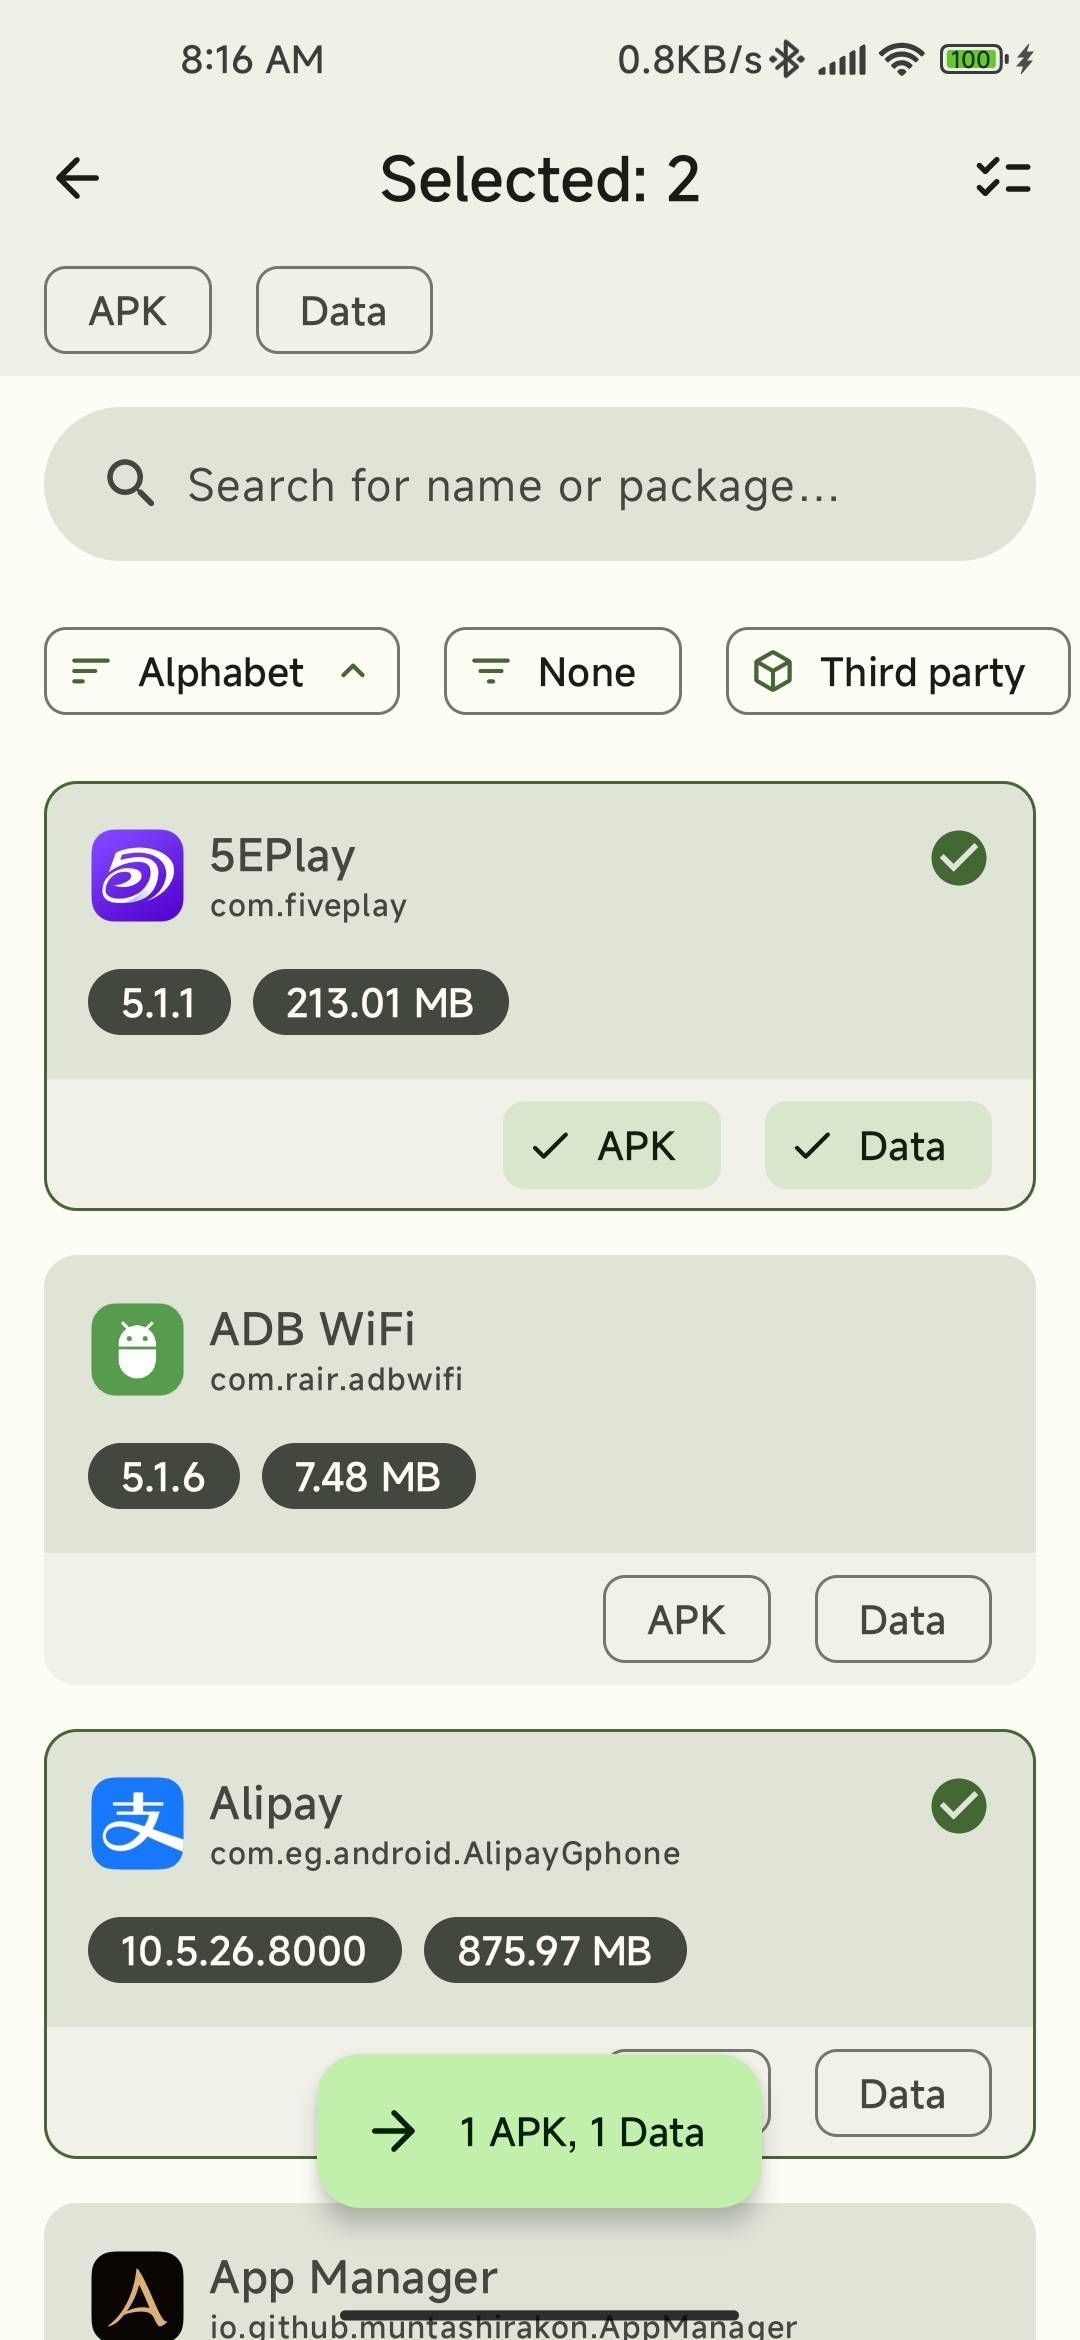 8:16 AM 0.8KB/s 100
Selected: 2
APK Data
Search for name or package...
Alphabet None Third party
5EPlay
com.fiveplay
5.1.1 213.01 MB
APK Data
ADB WiFi
com.rair.adbwifi
5.1.6 7.48 MB
APK Data
支
Alipay
com.eg.android.AlipayGphone
10.5.26.8000 875.97 MB
Data
1 APK, 1 Data
App Manager
io.github.muntashirakon.AppManager